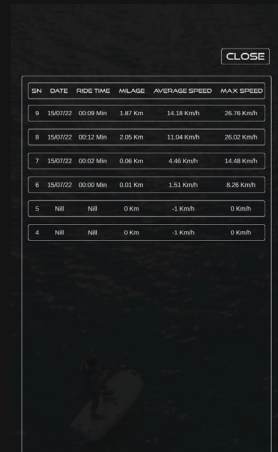 CLOSE
SN DATE RIDE TIME MILAGE AVERAGE SPEED MAX SPEED
9 15/07/22 00:09 Min 1.87 Km 14.18 Km/h 26.76 Km/h
8 15/07/22 00:12 Min 2.05 Km 11.04 Km/h 26.02 Km/h
7 15/07/22 00:02 Min 0.06 Km 4.46 Km/h 14.48 Km/h
6 15/07/22 00:00 Min 0.01 Km 1.51 Km/h 8.26 Km/h
5 Nill Nill 0 Km -1 Km/h 0 Km/h
4 Nill Nill 0 Km -1 Km/h 0 Km/h